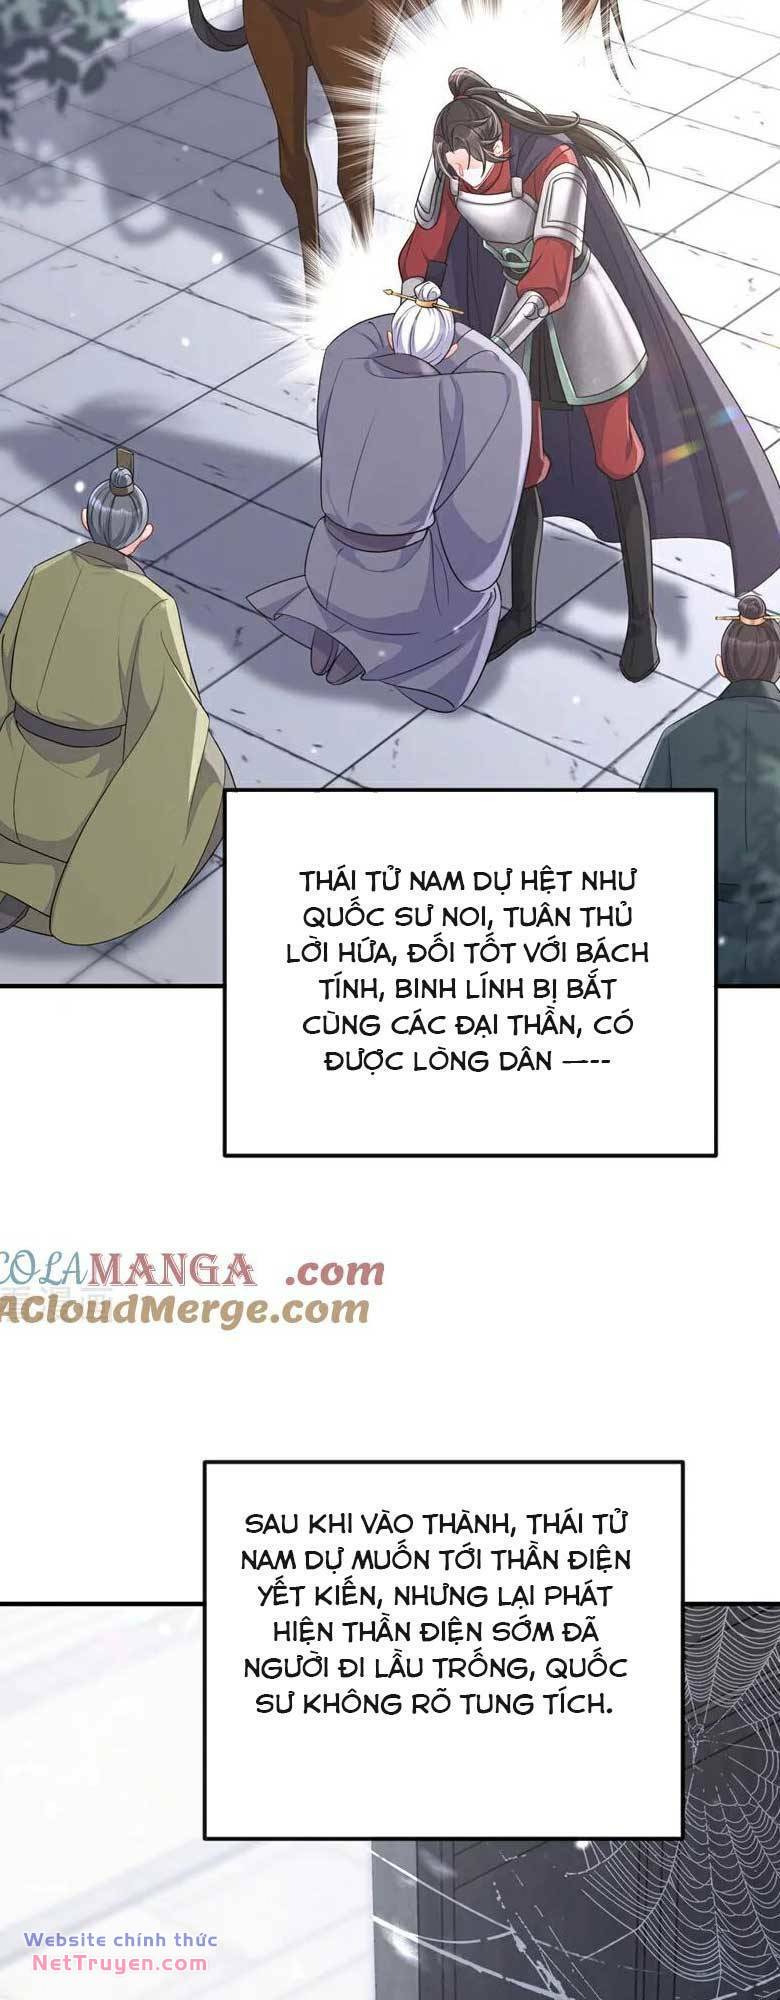 THÁI TỬ NAM DỰ HỆT NHƯ
QUỐC SƯ NOI, TUÂN THỦ
LỜI HỨA, ĐỐI TỐT VỚI BÁCH
TÍNH, BINH LÍNH BỊ BẮT
CÙNG CÁC ĐẠI THẦN, CÓ
ĐƯỢC LÒNG DÂN —---
COLAMANGA .com
ACloudMerge.com
SAU KHI VÀO THÀNH, THÁI TỬ
NAM DỰ MUỐN TỚI THẦN ĐIỆN
YẾT KIẾN, NHƯNG LẠI PHÁT
HIỆN THẦN ĐIỆN SỚM ĐÃ
NGƯỜI ĐI LẦU TRỐNG, QUỐC
SƯ KHÔNG RÕ TUNG TÍCH.
Website chính thức
NetTruyen.com